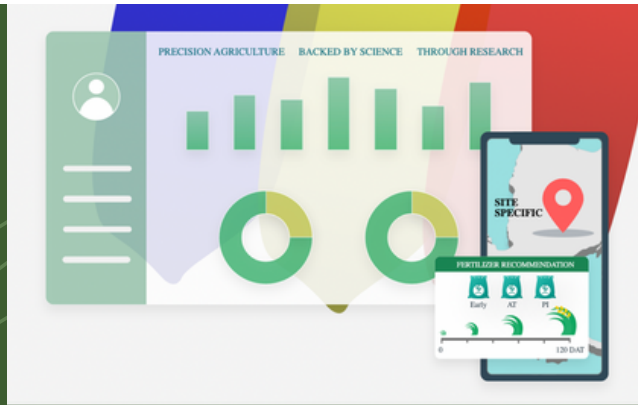 PRECISION AGRICULTURE BACKED BY SCIENCE THROUGH RESEARCH
SITE
SPECIFIC
FERTILIZER RECOMMENDATION
Early AT PI
0 120 DAT